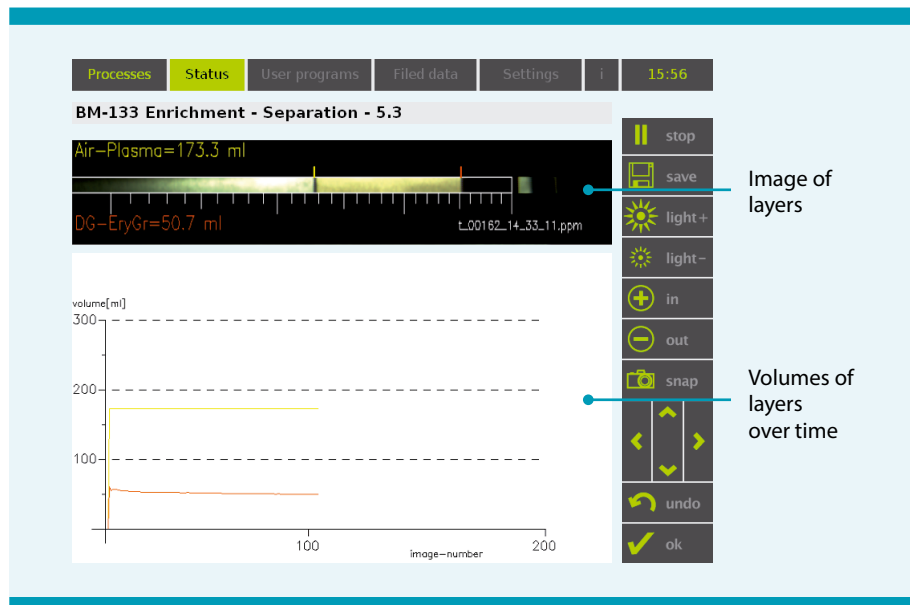 Processes Status User programs Filed data Settings i 15:56
BM-133 Enrichment - Separation - 5.3
Air-Plasma=173.3 ml
DG-EryGr=50.7 ml
t_00162_14_33_11.ppm
stop
save
light+
light-
in
out
snap
undo
ok
Image of
layers
volume[ml]
300
200
100
100
200
image-number
Volumes of
layers
over time